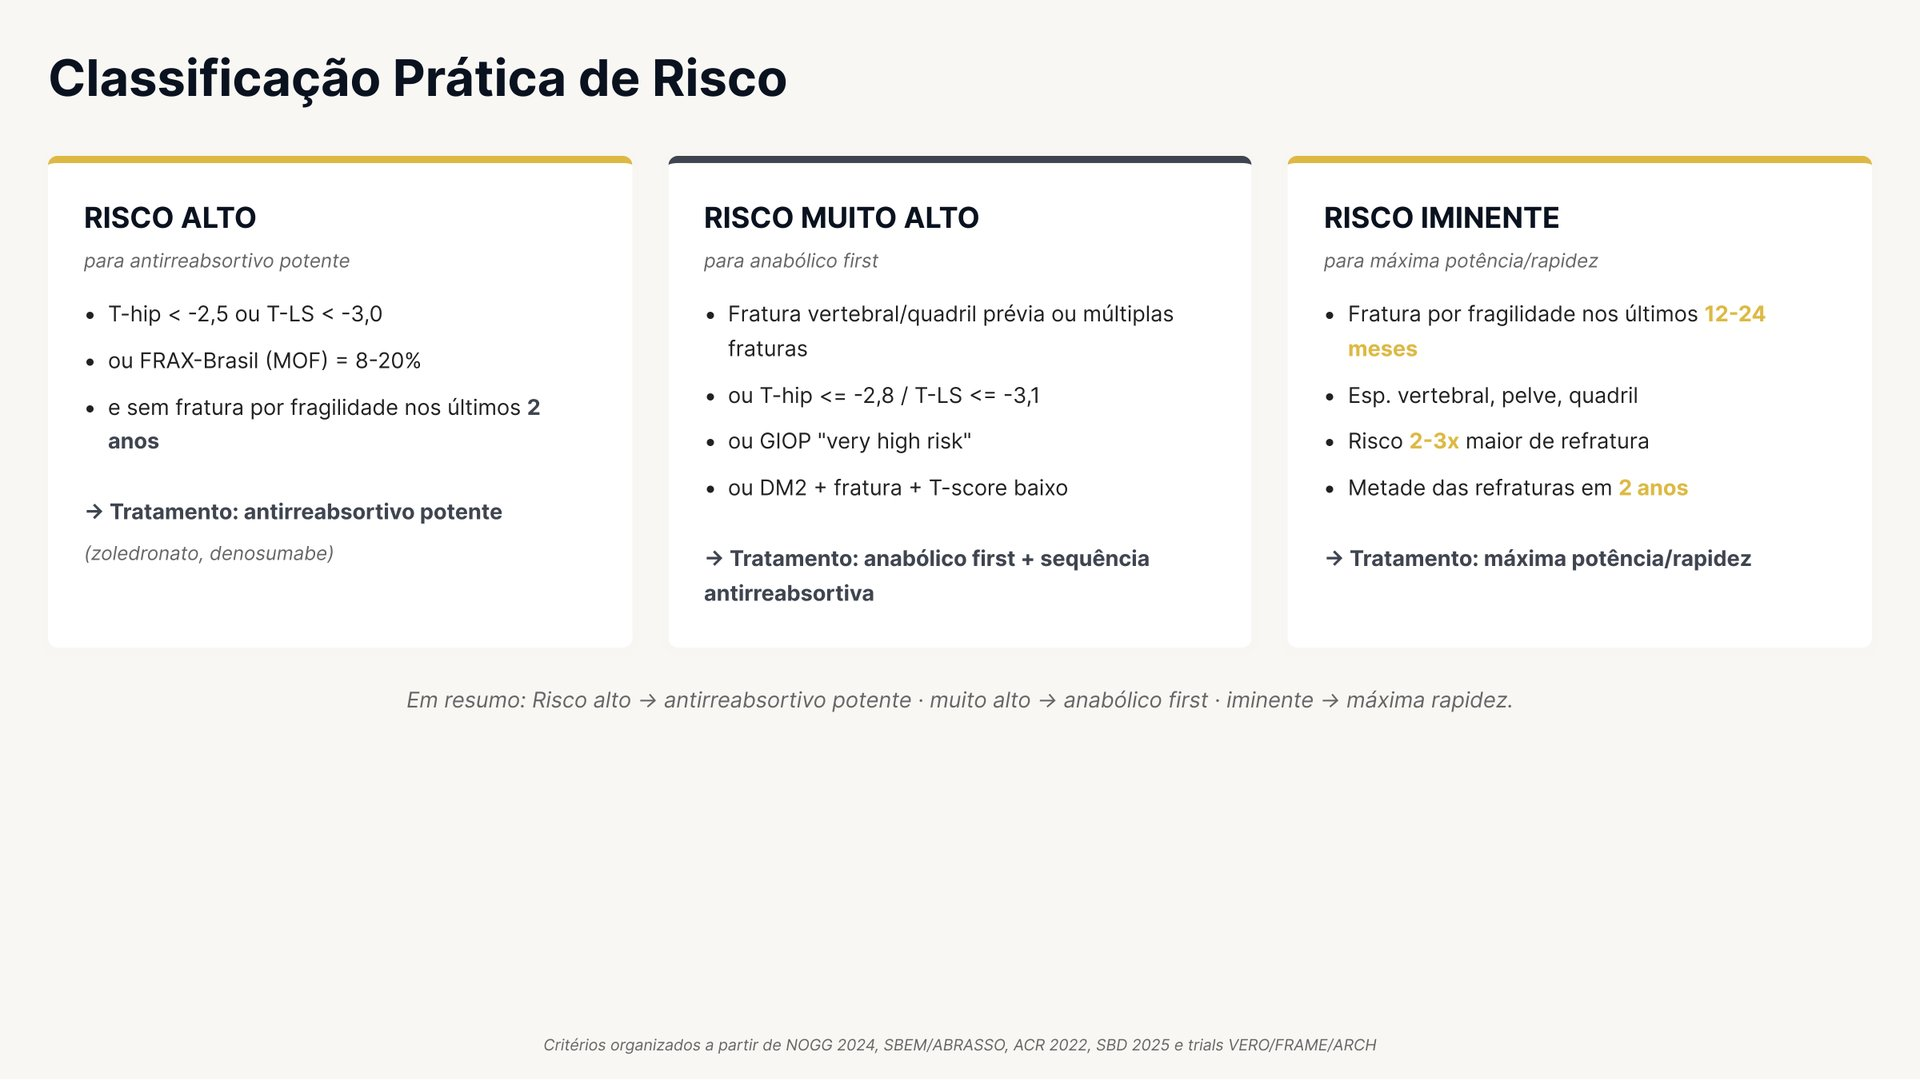 Classificação Prática de Risco
RISCO ALTO
para antirreabsortivo potente
• T-hip < -2,5 ou T-LS < -3,0
• ou FRAX-Brasil (MOF) = 8-20%
• e sem fratura por fragilidade nos últimos 2
anos
→ Tratamento: antirreabsortivo potente
(zoledronato, denosumabe)
RISCO MUITO ALTO
para anabólico first
• Fratura vertebral/quadril prévia ou múltiplas
fraturas
• ou T-hip <= -2,8 / T-LS <= -3,1
• ou GIOP "very high risk"
• ou DM2 + fratura + T-score baixo
→ Tratamento: anabólico first + sequência
antirreabsortiva
RISCO IMINENTE
para máxima potência/rapidez
• Fratura por fragilidade nos últimos 12-24
meses
• Esp. vertebral, pelve, quadril
• Risco 2-3x maior de refratura
• Metade das refraturas em 2 anos
→ Tratamento: máxima potência/rapidez
Em resumo: Risco alto → antirreabsortivo potente · muito alto → anabólico first · iminente → máxima rapidez.
Critérios organizados a partir de NOGG 2024, SBEM/ABRASSO, ACR 2022, SBD 2025 e trials VERO/FRAME/ARCH